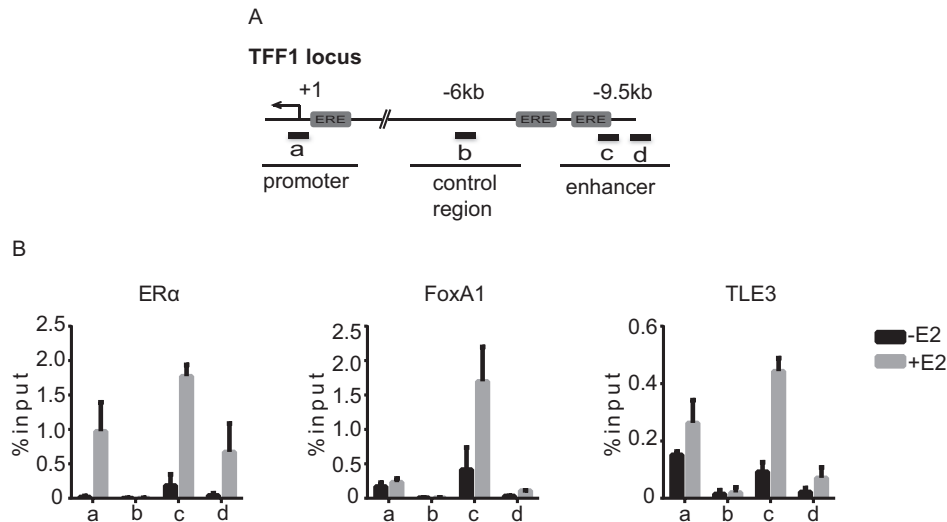 A
TFF1 locus
+1
-6kb
-9.5kb
ERE
ERE
ERE
a
b
c
d
promoter
control
region
enhancer
B
ERα
% input
2.5
2.0
1.5
1.0
0.5
0
a
b
c
d
FoxA1
% input
2.5
2.0
1.5
1.0
0.5
0
a
b
c
d
TLE3
% input
0.6
0.4
0.2
0
a
b
c
d
-E2
+E2